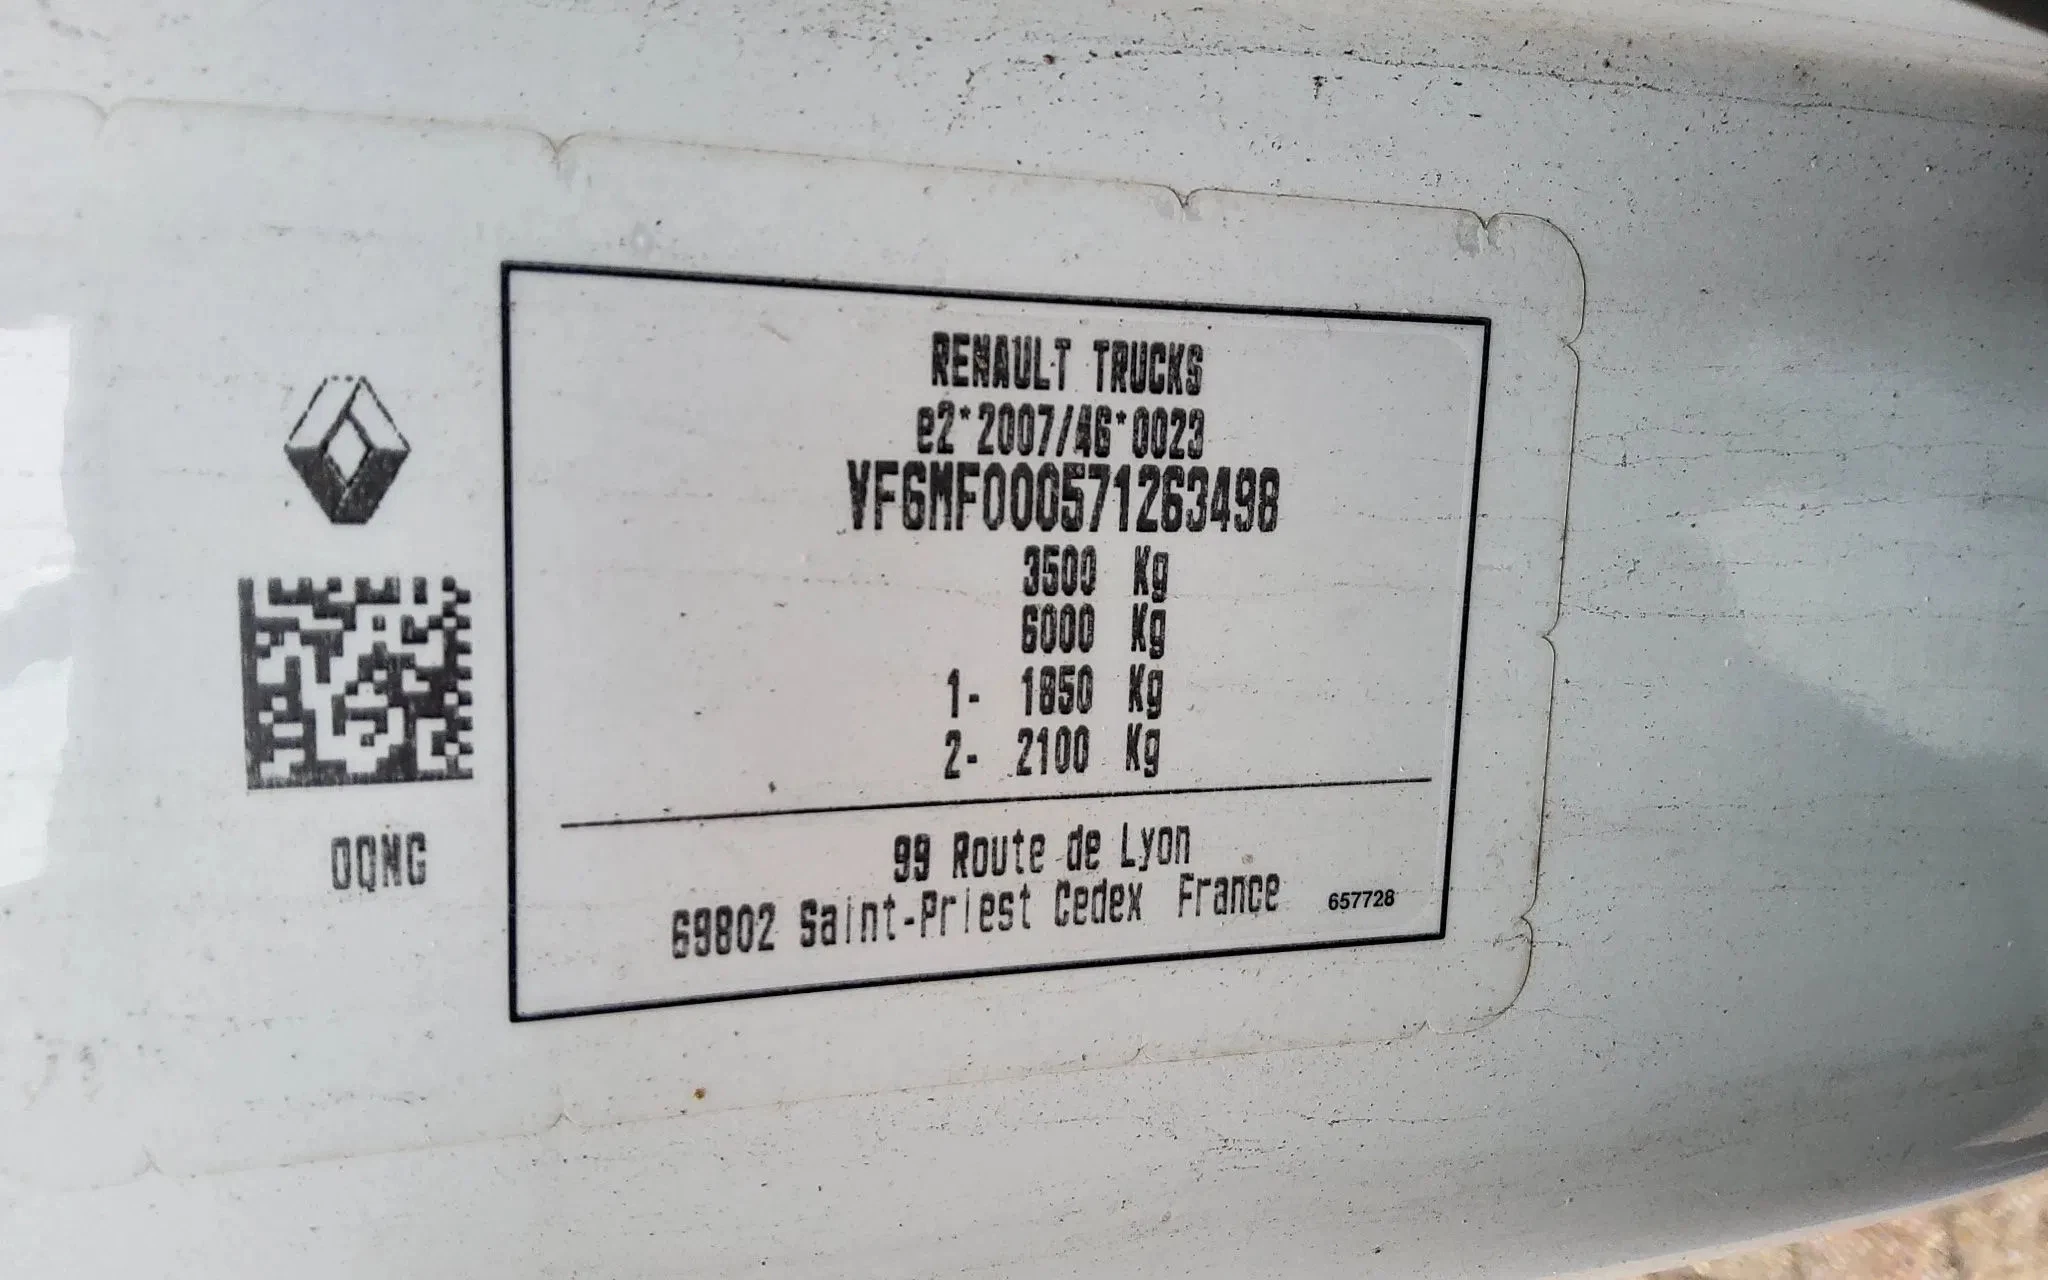 RENAULT TRUCKS
e2*2007/46*0023
VF6MF000571263498
3500 Kg
6000 Kg
1- 1850 Kg
2- 2100 Kg
OQNG
99 Route de Lyon
69802 Saint-Priest Cedex France 657728